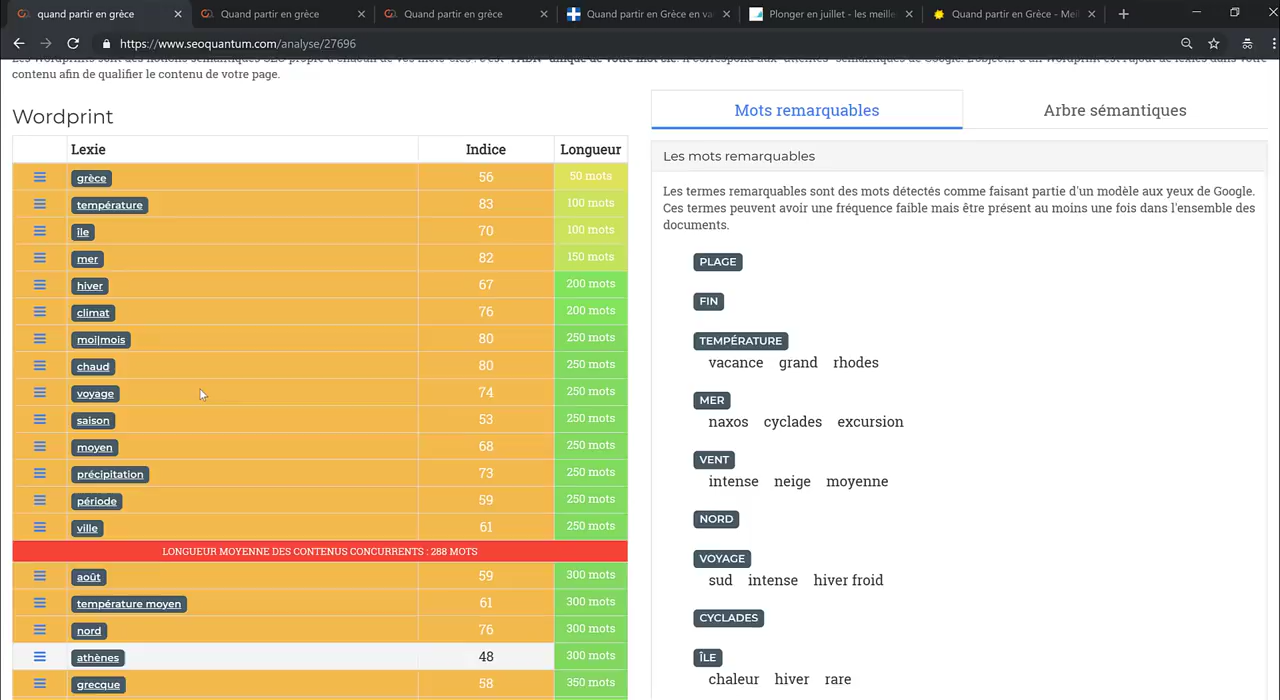 quand partir en grèce
Quand partir en grèce
Quand partir en grèce
Quand partir en Grèce en va
Plonger en juillet - les meille
Quand partir en Grèce - Meil
https://www.seoquantum.com/analyse/27696
contenu afin de qualifier le contenu de votre page.
Wordprint
Lexie Indice Longueur
grèce 56 50 mots
température 83 100 mots
île 70 100 mots
mer 82 150 mots
hiver 67 200 mots
climat 76 200 mots
moi|mois 80 250 mots
chaud 80 250 mots
voyage 74 250 mots
saison 53 250 mots
moyen 68 250 mots
précipitation 73 250 mots
période 59 250 mots
ville 61 250 mots
LONGUEUR MOYENNE DES CONTENUS CONCURRENTS : 288 MOTS
août 59 300 mots
température moyen 61 300 mots
nord 76 300 mots
athènes 48 300 mots
grecque 58 350 mots
Mots remarquables
Arbre sémantiques
Les mots remarquables
Les termes remarquables sont des mots détectés comme faisant partie d'un modèle aux yeux de Google.
Ces termes peuvent avoir une fréquence faible mais être présent au moins une fois dans l'ensemble des
documents.
PLAGE
FIN
TEMPÉRATURE
vacance grand rhodes
MER
naxos cyclades excursion
VENT
intense neige moyenne
NORD
VOYAGE
sud intense hiver froid
CYCLADES
ÎLE
chaleur hiver rare